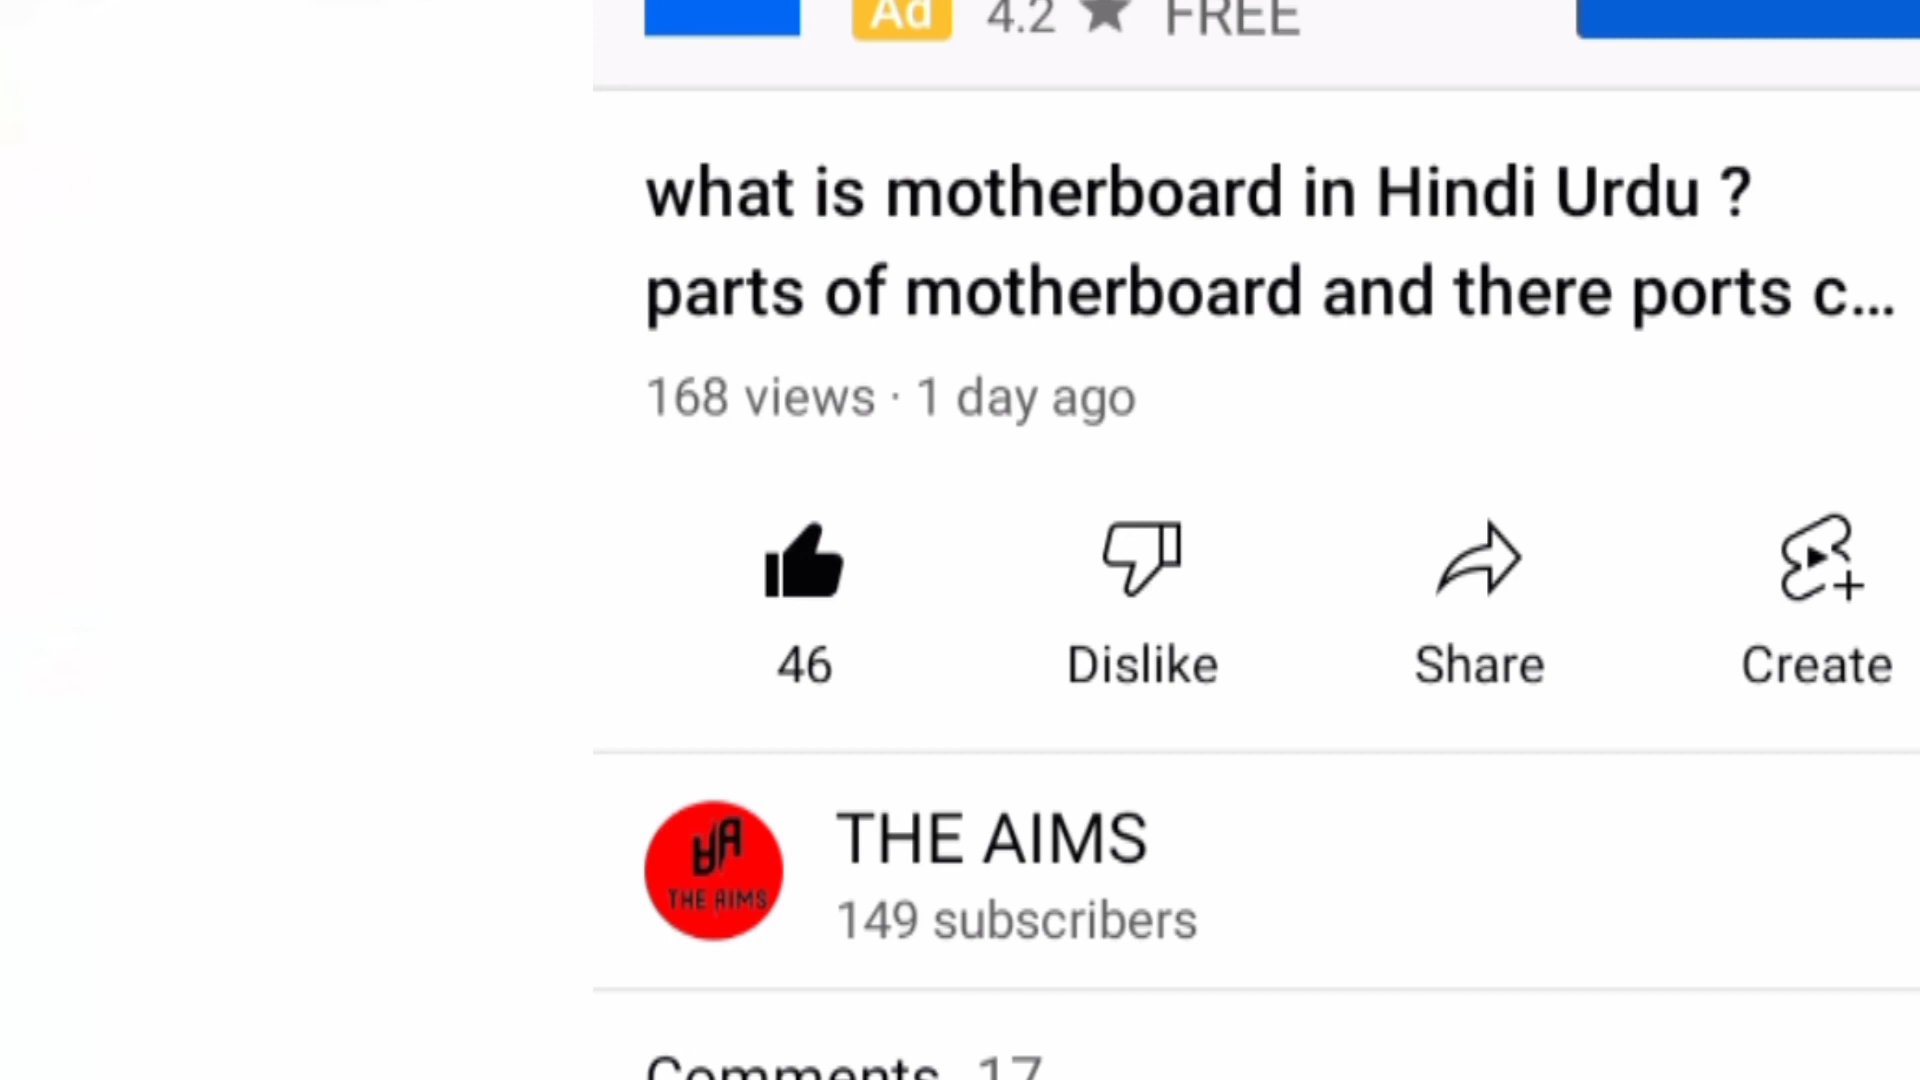 Ad 4.2 ★ FREE
what is motherboard in Hindi Urdu ?
parts of motherboard and there ports c...
168 views · 1 day ago
46 Dislike Share Create
THE AIMS
THE AIMS
149 subscribers
Comments 17